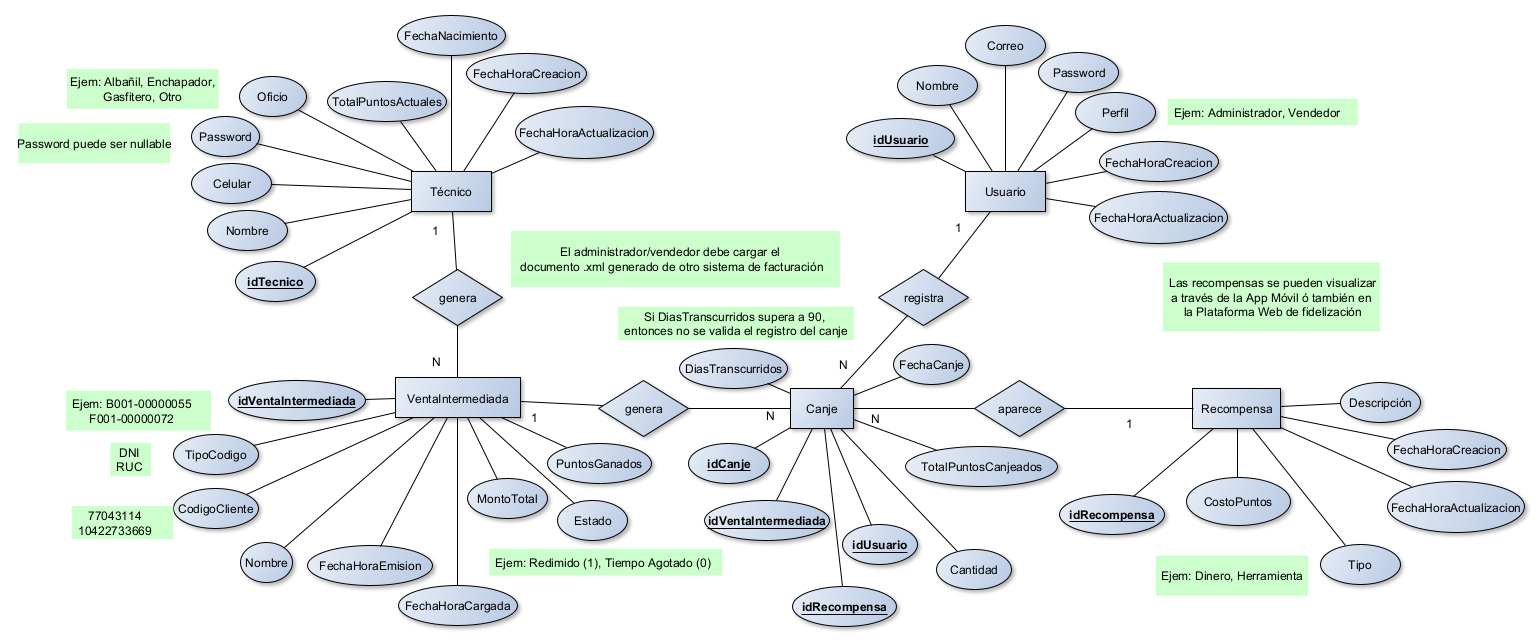 FechaNacimiento
Ejem: Albañil, Enchapador,
Gasfitero, Otro
Oficio
TotalPuntosActuales
FechaHoraCreacion
FechaHoraActualizacion
Password puede ser nullable
Password
Celular
Nombre
idTecnico
Técnico
1
genera
N
Correo
Nombre
Password
Perfil
Ejem: Administrador, Vendedor
idUsuario
FechaHoraCreacion
FechaHoraActualizacion
Usuario
1
registra
N
El administrador/vendedor debe cargar el
documento .xml generado de otro sistema de facturación
Las recompensas se pueden visualizar
a través de la App Móvil ó también en
la Plataforma Web de fidelización
Si DiasTranscurridos supera a 90,
entonces no se valida el registro del canje
idVentaIntermediada
VentaIntermediada
1
genera
N
Ejem: B001-00000055
F001-00000072
DNI
RUC
TipoCodigo
77043114
10422733669
CodigoCliente
Nombre
FechaHoraEmision
FechaHoraCargada
MontoTotal
PuntosGanados
Estado
Ejem: Redimido (1), Tiempo Agotado (0)
DiasTranscurridos
FechaCanje
Canje
N
aparece
1
idCanje
idVentaIntermediada
idRecompensa
idUsuario
Cantidad
TotalPuntosCanjeados
Recompensa
Descripción
FechaHoraCreacion
FechaHoraActualizacion
idRecompensa
CostoPuntos
Tipo
Ejem: Dinero, Herramienta